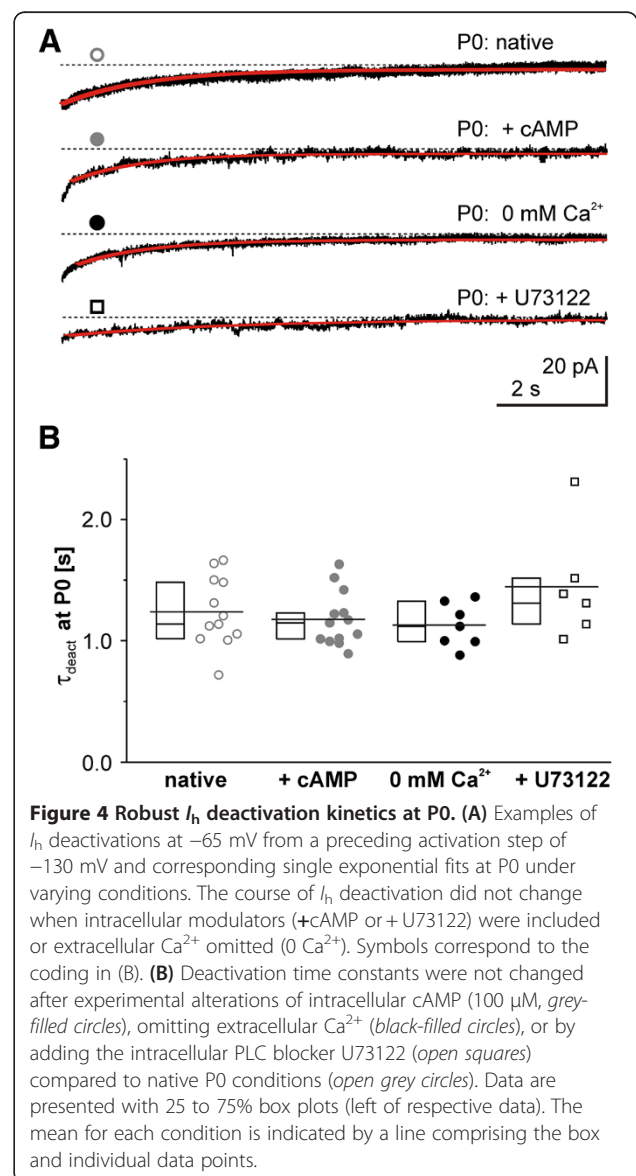 A
P0: native
P0: + cAMP
P0: 0 mM Ca²⁺
P0: + U73122
20 pA
2 s
B
τdeact at P0 [s]
2.0
1.0
0.0
native
+ cAMP
0 mM Ca²⁺
+ U73122
Figure 4 Robust Ih deactivation kinetics at P0. (A) Examples of
Ih deactivations at −65 mV from a preceding activation step of
−130 mV and corresponding single exponential fits at P0 under
varying conditions. The course of Ih deactivation did not change
when intracellular modulators (+cAMP or + U73122) were included
or extracellular Ca²⁺ omitted (0 Ca²⁺). Symbols correspond to the
coding in (B). (B) Deactivation time constants were not changed
after experimental alterations of intracellular cAMP (100 μM, grey-
filled circles), omitting extracellular Ca²⁺ (black-filled circles), or by
adding the intracellular PLC blocker U73122 (open squares)
compared to native P0 conditions (open grey circles). Data are
presented with 25 to 75% box plots (left of respective data). The
mean for each condition is indicated by a line comprising the box
and individual data points.